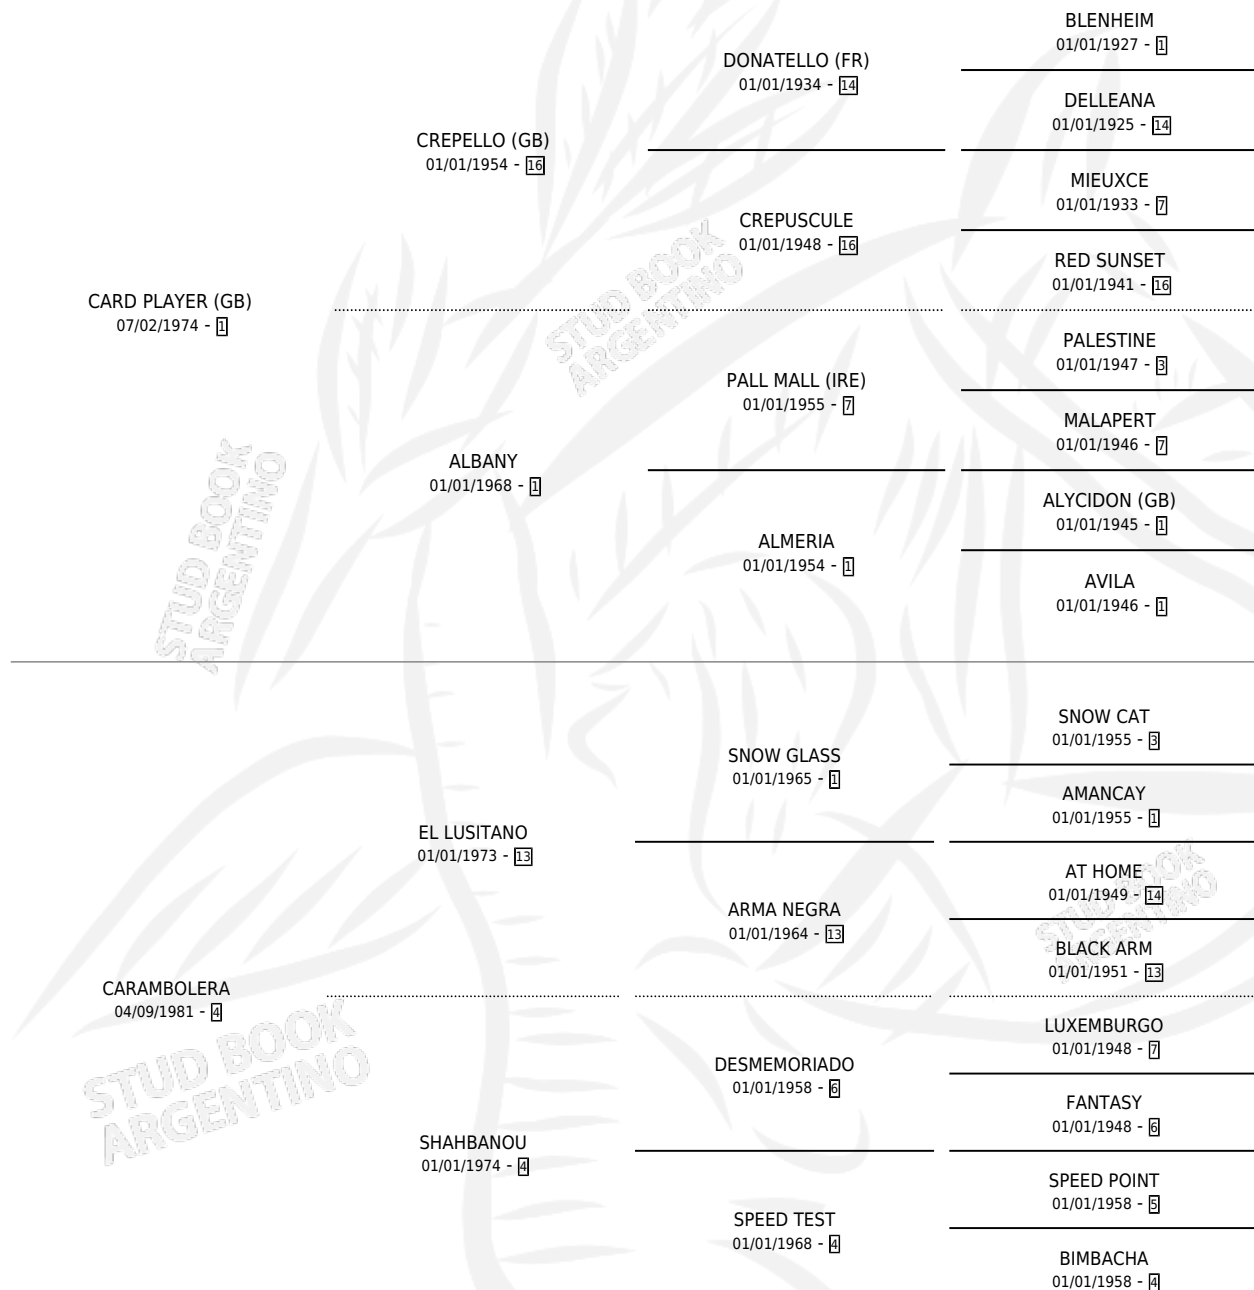 BLENHEIM
01/01/1927 - 1
DONATELLO (FR)
01/01/1934 - 14
DELLEANA
01/01/1925 - 14
CREPELLO (GB)
01/01/1954 - 16
MIEUXCE
01/01/1933 - 7
CREPUSCULE
01/01/1948 - 16
RED SUNSET
01/01/1941 - 16
CARD PLAYER (GB)
07/02/1974 - 1
STUD BOOK
ARGENTINO
PALESTINE
01/01/1947 - 3
PALL MALL (IRE)
01/01/1955 - 7
MALAPERT
01/01/1946 - 7
ALBANY
01/01/1968 - 1
ALYCIDON (GB)
01/01/1945 - 1
ALMERIA
01/01/1954 - 1
AVILA
01/01/1946 - 1
STUD BOOK
ARGENTINO
SNOW CAT
01/01/1955 - 3
SNOW GLASS
01/01/1965 - 1
AMANCAY
01/01/1955 - 1
EL LUSITANO
01/01/1973 - 13
AT HOME
01/01/1949 - 14
ARMA NEGRA
01/01/1964 - 13
STUD BOOK
ARGENTINO
BLACK ARM
01/01/1951 - 13
CARAMBOLERA
04/09/1981 - 4
STUD BOOK
ARGENTINO
LUXEMBURGO
01/01/1948 - 7
DESMEMORIADO
01/01/1958 - 6
FANTASY
01/01/1948 - 6
SHAHBANOU
01/01/1974 - 4
SPEED POINT
01/01/1958 - 5
SPEED TEST
01/01/1968 - 4
BIMBACHA
01/01/1958 - 4